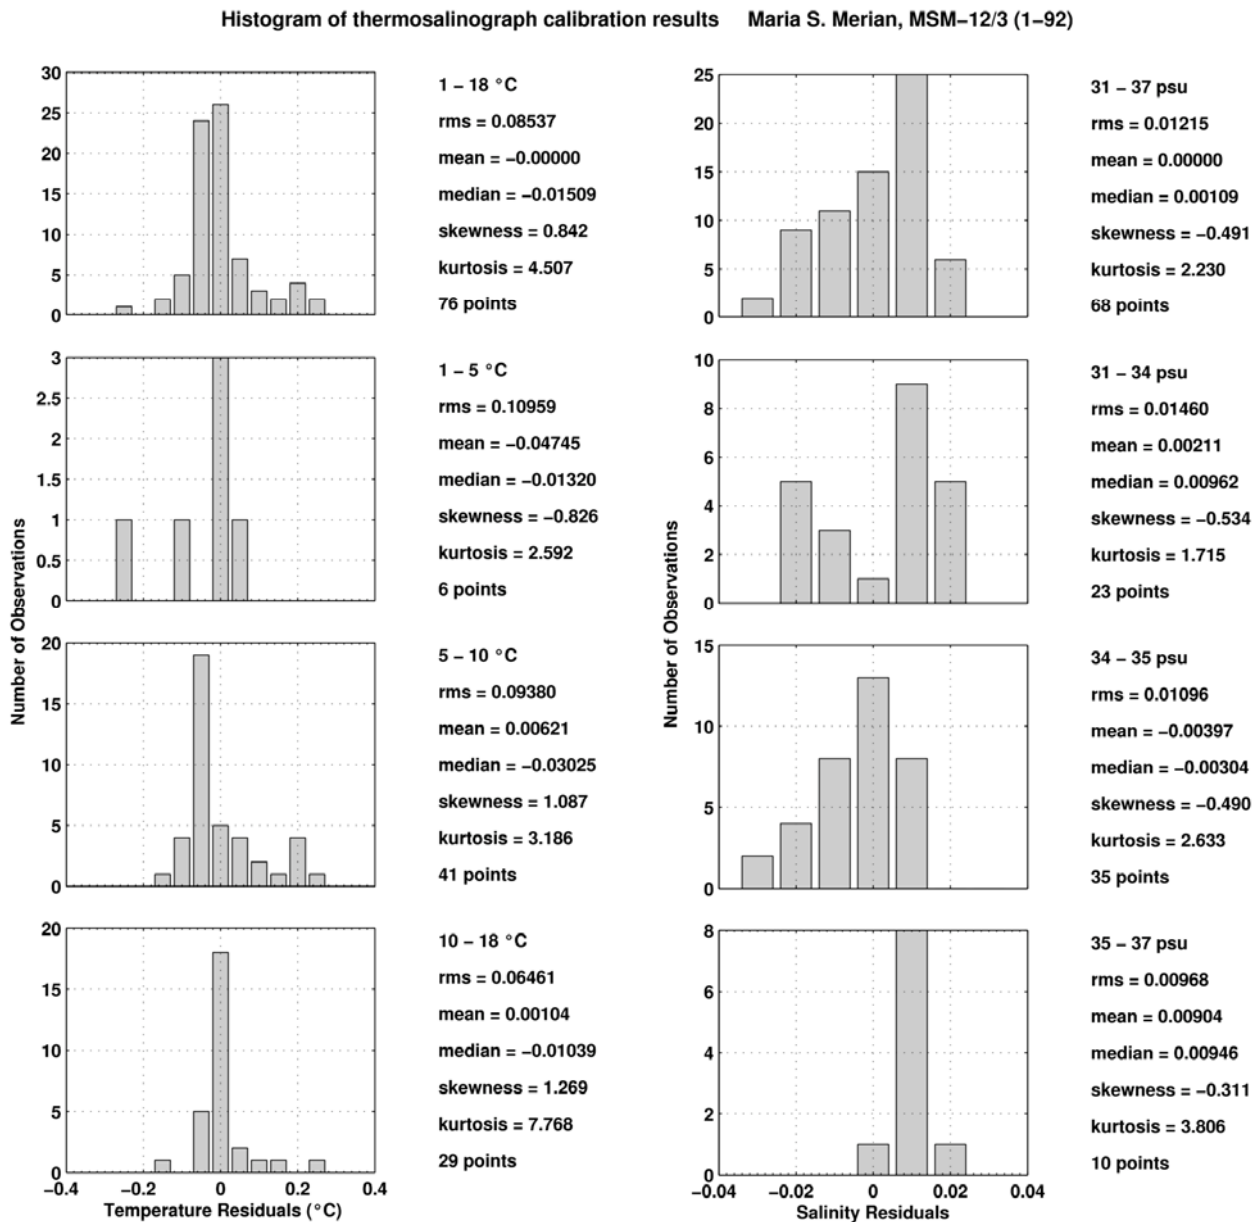 Histogram of thermosalinograph calibration results Maria S. Merian, MSM−12/3 (1−92)
30
25
20
15
10
5
0
1 − 18 °C
rms = 0.08537
mean = −0.00000
median = −0.01509
skewness = 0.842
kurtosis = 4.507
76 points
25
20
15
10
5
0
31 − 37 psu
rms = 0.01215
mean = 0.00000
median = 0.00109
skewness = −0.491
kurtosis = 2.230
68 points
3
2.5
2
1.5
1
0.5
0
1 − 5 °C
rms = 0.10959
mean = −0.04745
median = −0.01320
skewness = −0.826
kurtosis = 2.592
6 points
10
8
6
4
2
0
31 − 34 psu
rms = 0.01460
mean = 0.00211
median = 0.00962
skewness = −0.534
kurtosis = 1.715
23 points
Number of Observations
20
15
10
5
0
5 − 10 °C
rms = 0.09380
mean = 0.00621
median = −0.03025
skewness = 1.087
kurtosis = 3.186
41 points
Number of Observations
15
10
5
0
34 − 35 psu
rms = 0.01096
mean = −0.00397
median = −0.00304
skewness = −0.490
kurtosis = 2.633
35 points
20
15
10
5
0
−0.4 −0.2 0 0.2 0.4
Temperature Residuals (°C)
10 − 18 °C
rms = 0.06461
mean = 0.00104
median = −0.01039
skewness = 1.269
kurtosis = 7.768
29 points
8
6
4
2
0
−0.04 −0.02 0 0.02 0.04
Salinity Residuals
35 − 37 psu
rms = 0.00968
mean = 0.00904
median = 0.00946
skewness = −0.311
kurtosis = 3.806
10 points